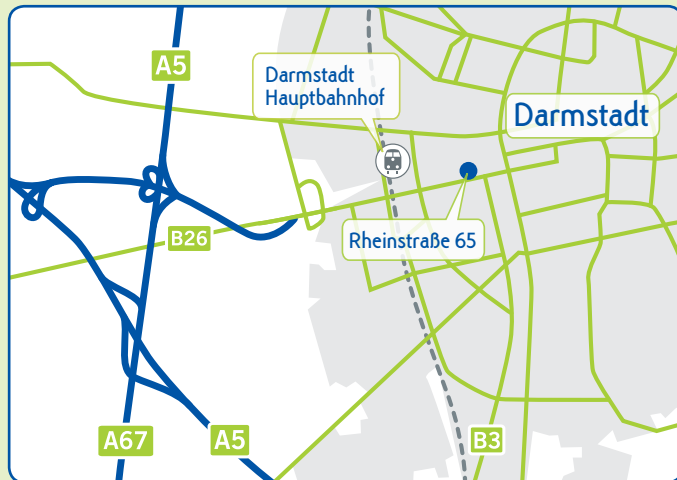 A5
Darmstadt
Hauptbahnhof
Darmstadt
B26
Rheinstraße 65
A67
A5
B3